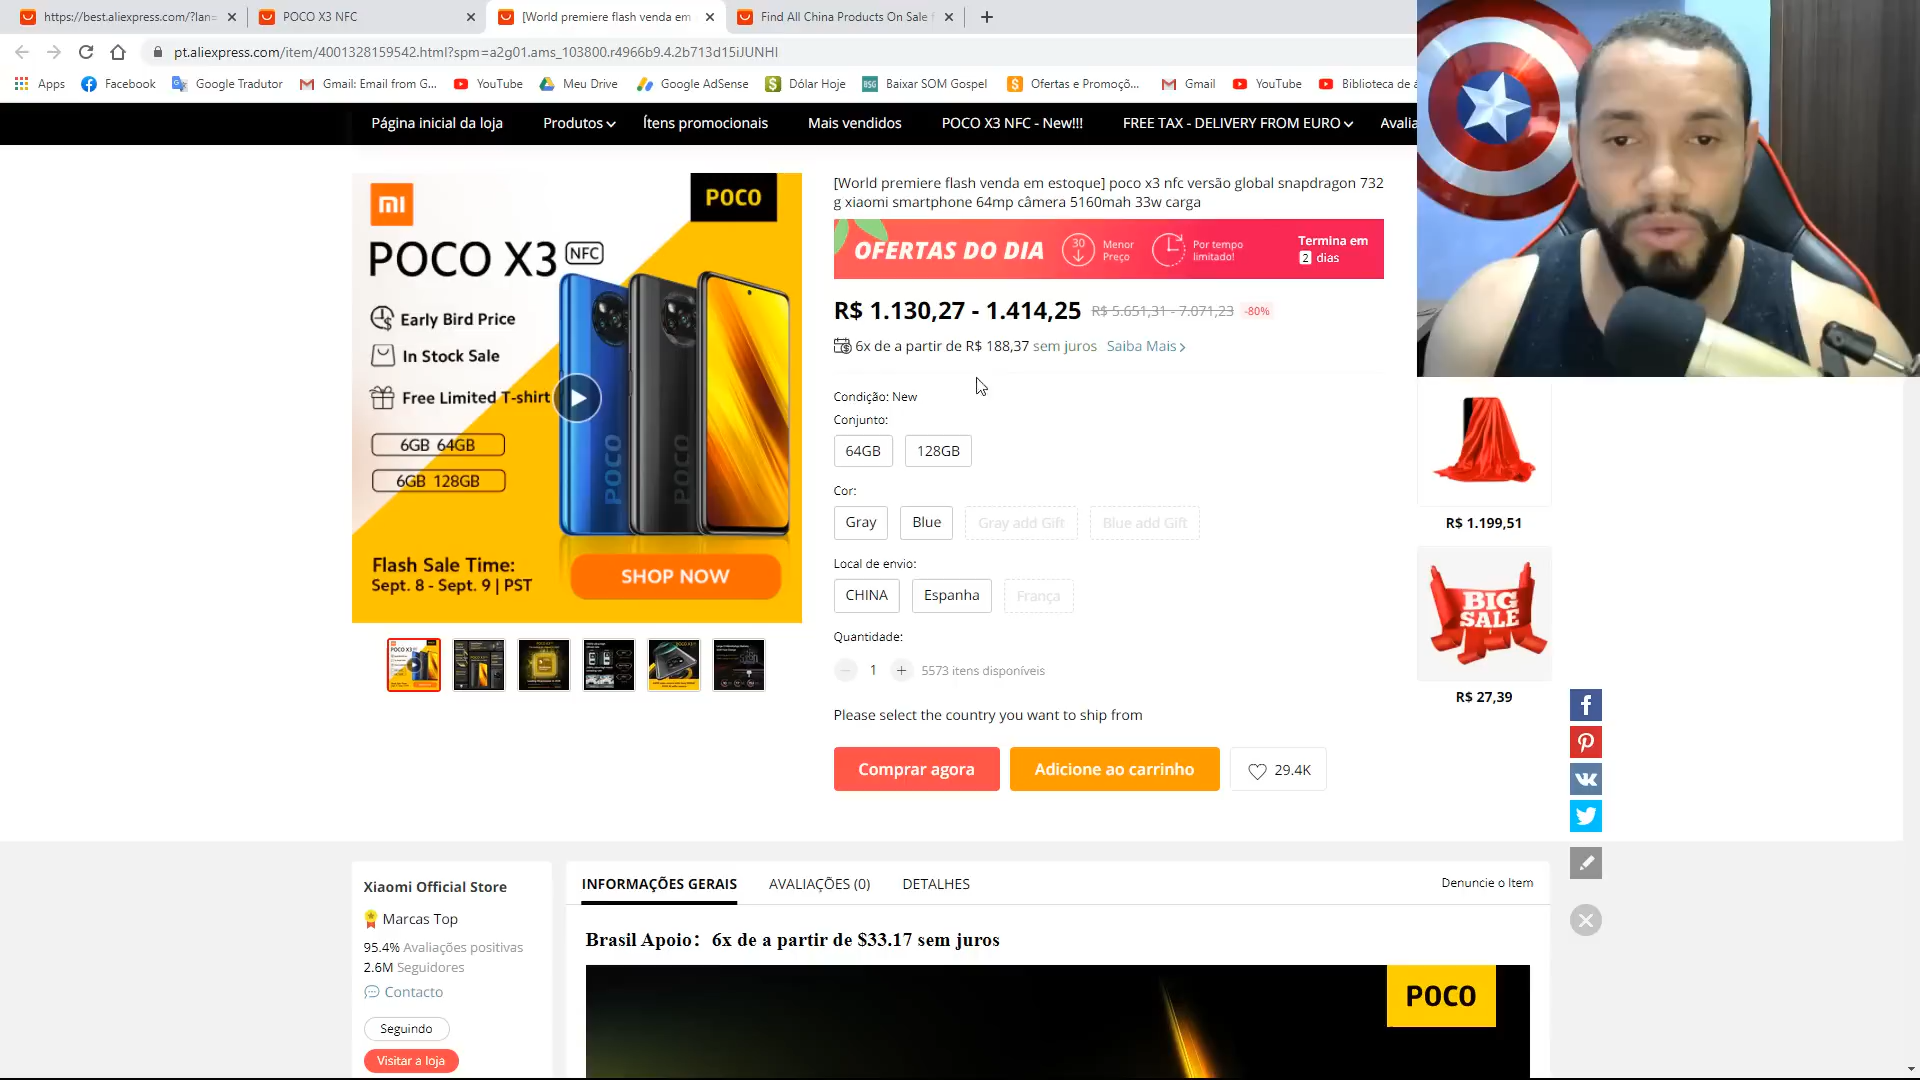 https://best.aliexpress.com/?lan=
POCO X3 NFC
[World premiere flash venda em
Find All China Products On Sale f
pt.aliexpress.com/item/4001328159542.html?spm=a2g01.ams_103800.r4966b9.4.2b713d15iJUNHI
Apps
Facebook
Google Tradutor
Gmail: Email from G...
YouTube
Meu Drive
Google AdSense
Dólar Hoje
BSG
Baixar SOM Gospel
Ofertas e Promoçõ...
Gmail
YouTube
Biblioteca de a
Página inicial da loja
Produtos
Ítens promocionais
Mais vendidos
POCO X3 NFC - New!!!
FREE TAX - DELIVERY FROM EURO
Avalia
mi
POCO
POCO X3 NFC
Early Bird Price
In Stock Sale
Free Limited T-shirt
6GB 64GB
6GB 128GB
POCO
POCO
Flash Sale Time:
Sept. 8 - Sept. 9 | PST
SHOP NOW
[World premiere flash venda em estoque] poco x3 nfc versão global snapdragon 732
g xiaomi smartphone 64mp câmera 5160mah 33w carga
OFERTAS DO DIA
30
Menor
Preço
Por tempo
limitado!
Termina em
2 dias
R$ 1.130,27 - 1.414,25
R$ 5.651,31 - 7.071,23
-80%
6x de a partir de R$ 188,37 sem juros Saiba Mais
Condição: New
Conjunto:
64GB
128GB
Cor:
Gray
Blue
Gray add Gift
Blue add Gift
Local de envio:
CHINA
Espanha
França
Quantidade:
1
5573 itens disponíveis
Please select the country you want to ship from
Comprar agora
Adicione ao carrinho
29.4K
R$ 1.199,51
BIG
SALE
R$ 27,39
Xiaomi Official Store
Marcas Top
95.4% Avaliações positivas
2.6M Seguidores
Contacto
Seguindo
Visitar a loja
INFORMAÇÕES GERAIS
AVALIAÇÕES (0)
DETALHES
Denuncie o Item
Brasil Apoio： 6x de a partir de $33.17 sem juros
POCO